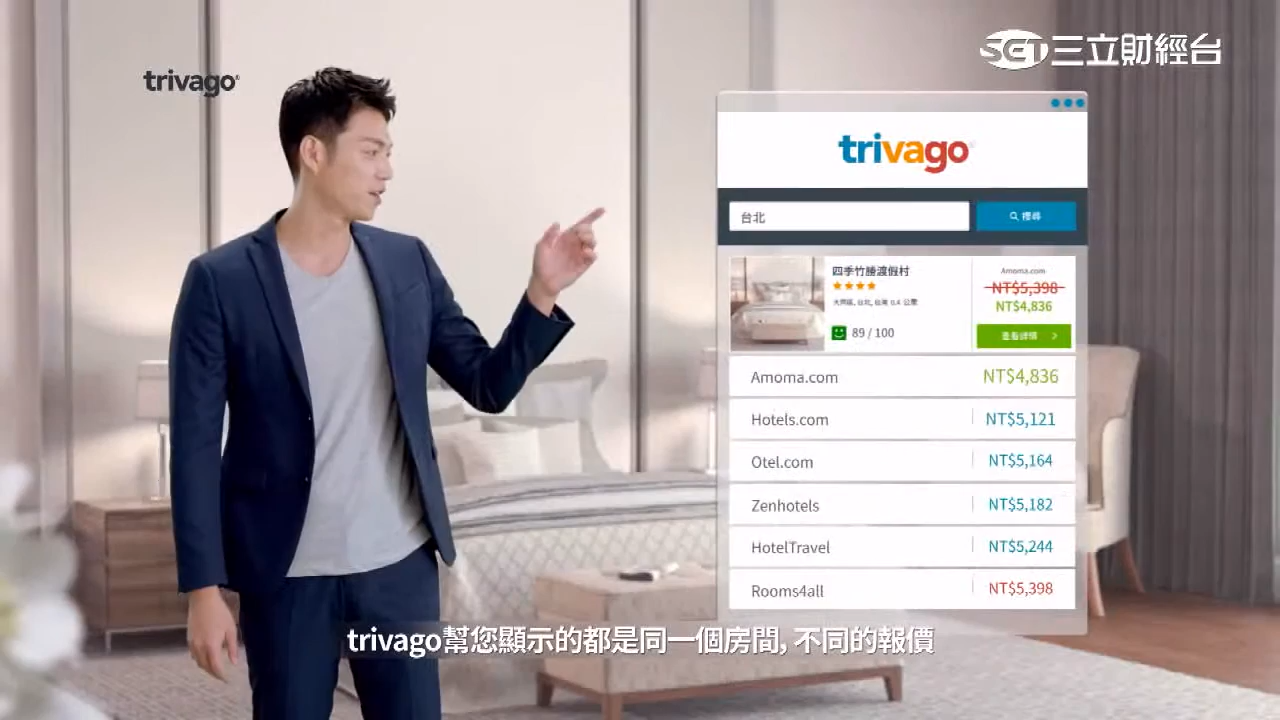 trivago
SET三立財經台
trivago
台北
搜尋
四季竹勝渡假村
89 / 100
Amoma.com
NT$5,398
NT$4,836
查看詳情
Amoma.com
NT$4,836
Hotels.com
NT$5,121
Otel.com
NT$5,164
Zenhotels
NT$5,182
HotelTravel
NT$5,244
Rooms4all
NT$5,398
trivago幫您顯示的都是同一個房間, 不同的報價